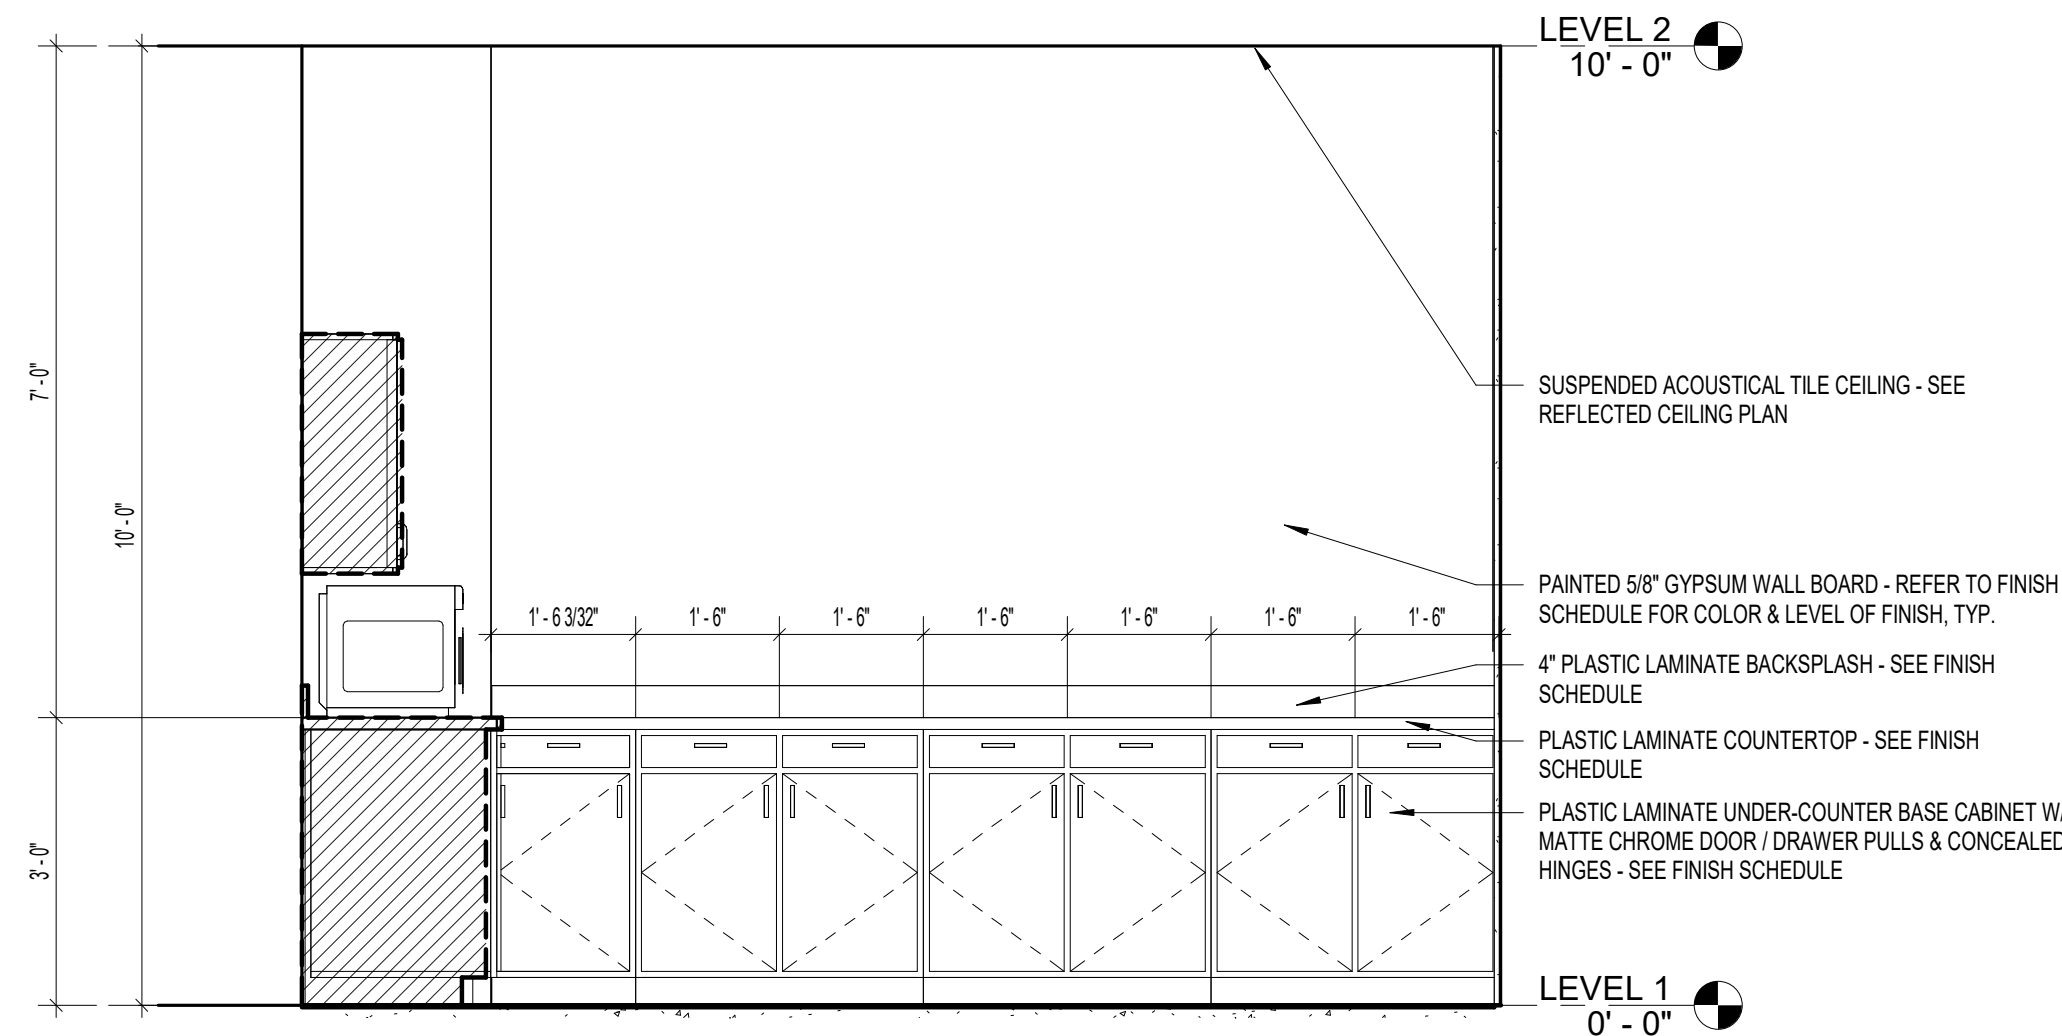 LEVEL 2
10' - 0"
7' - 0"
10' - 0"
SUSPENDED ACOUSTICAL TILE CEILING - SEE
REFLECTED CEILING PLAN
PAINTED 5/8" GYPSUM WALL BOARD - REFER TO FINISH
SCHEDULE FOR COLOR & LEVEL OF FINISH, TYP.
1' - 6 3/32" 1' - 6" 1' - 6" 1' - 6" 1' - 6" 1' - 6" 1' - 6"
4" PLASTIC LAMINATE BACKSPLASH - SEE FINISH
SCHEDULE
PLASTIC LAMINATE COUNTERTOP - SEE FINISH
SCHEDULE
3' - 0"
PLASTIC LAMINATE UNDER-COUNTER BASE CABINET W/
MATTE CHROME DOOR / DRAWER PULLS & CONCEALED
HINGES - SEE FINISH SCHEDULE
LEVEL 1
0' - 0"